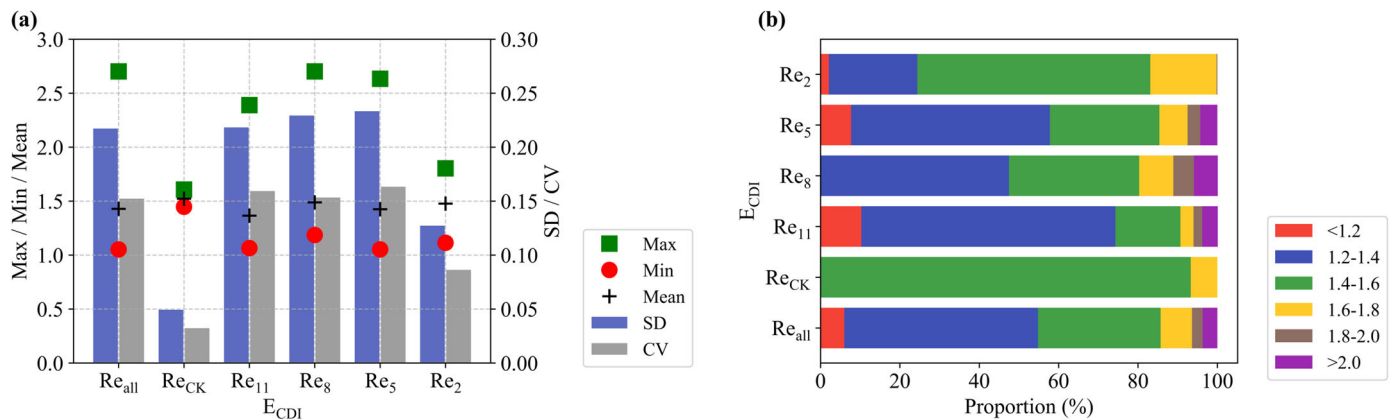 (a)
Max / Min / Mean
3.0
2.5
2.0
1.5
1.0
0.5
0.0
0.30
0.25
0.20
0.15
0.10
0.05
0.00
SD / CV
Re_all Re_CK Re_11 Re_8 Re_5 Re_2
E_CDI
Max
Min
Mean
SD
CV
(b)
E_CDI
Re_2
Re_5
Re_8
Re_11
Re_CK
Re_all
0 20 40 60 80 100
Proportion (%)
<1.2
1.2-1.4
1.4-1.6
1.6-1.8
1.8-2.0
>2.0